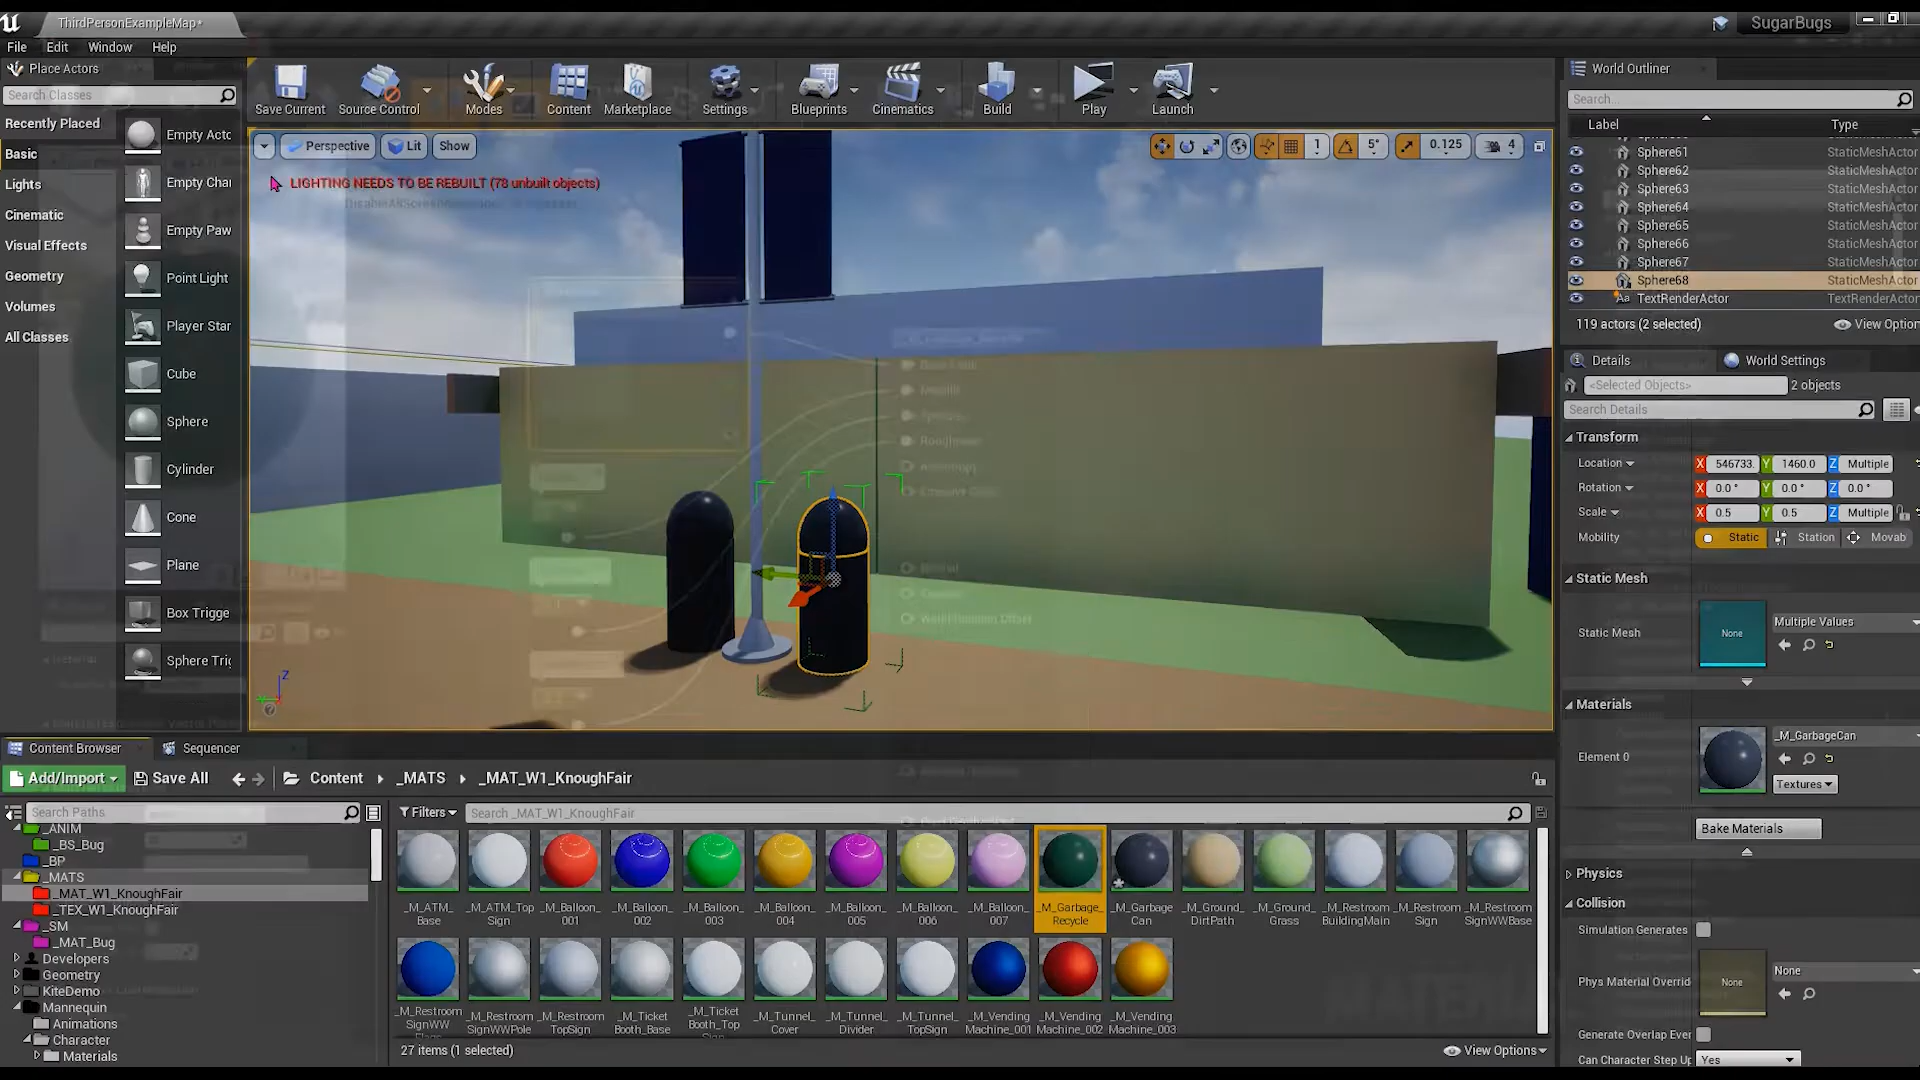 ThirdPersonExampleMap*
SugarBugs
File Edit Window Help
Place Actors
Search Classes
Recently Placed
Basic
Lights
Cinematic
Visual Effects
Geometry
Volumes
All Classes
Empty Actc
Empty Cha
Empty Paw
Point Light
Player Star
Cube
Sphere
Cylinder
Cone
Plane
Box Trigge
Sphere Trig
Save Current
Source Control
Modes
Content
Marketplace
Settings
Blueprints
Cinematics
Build
Play
Launch
Perspective
Lit
Show
1
5°
0.125
4
LIGHTING NEEDS TO BE REBUILT (78 unbuilt objects)
Roughness
World Position Offset
Z
World Outliner
Search...
Label Type
Sphere61 StaticMeshActor
Sphere62 StaticMeshActor
Sphere63 StaticMeshActor
Sphere64 StaticMeshActor
Sphere65 StaticMeshActor
Sphere66 StaticMeshActor
Sphere67 StaticMeshActor
Sphere68 StaticMeshActor
TextRenderActor TextRenderActor
119 actors (2 selected)
View Option
Details
World Settings
<Selected Objects> 2 objects
Search Details
Transform
Location X 546733. Y 1460.0 Z Multiple
Rotation X 0.0 ° Y 0.0 ° Z 0.0 °
Scale X 0.5 Y 0.5 Z Multiple
Mobility Static Station Movab
Static Mesh
Static Mesh None Multiple Values
Materials
Element 0 _M_GarbageCan
Textures
Bake Materials
Physics
Collision
Simulation Generates
Phys Material Overrid None None
Generate Overlap Ever
Can Character Step Up Yes
Content Browser
Sequencer
Add/Import
Save All
Content
_MATS
_MAT_W1_KnoughFair
Search Paths
Filters
Search _MAT_W1_KnoughFair
_ANIM
_BS_Bug
_BP
_MATS
_MAT_W1_KnoughFair
_TEX_W1_KnoughFair
_SM
_MAT_Bug
Developers
Geometry
KiteDemo
Mannequin
Animations
Character
Materials
_M_ATM_Base
_M_ATM_Top Sign
_M_Balloon_001
_M_Balloon_002
_M_Balloon_003
_M_Balloon_004
_M_Balloon_005
_M_Balloon_006
_M_Balloon_007
_M_Garbage_Recycle
_M_Garbage Can
_M_Ground_DirtPath
_M_Ground_Grass
_M_Restroom BuildingMain
_M_Restroom Sign
_M_Restroom SignWWBase
_M_Restroom SignWW Flags
_M_Restroom SignWWPole
_M_Restroom TopSign
_M_Ticket Booth_Base
_M_Ticket Booth_Top Sign
_M_Tunnel_Cover
_M_Tunnel_Divider
_M_Tunnel_TopSign
_M_Vending Machine_001
_M_Vending Machine_002
_M_Vending Machine_003
27 items (1 selected)
View Options